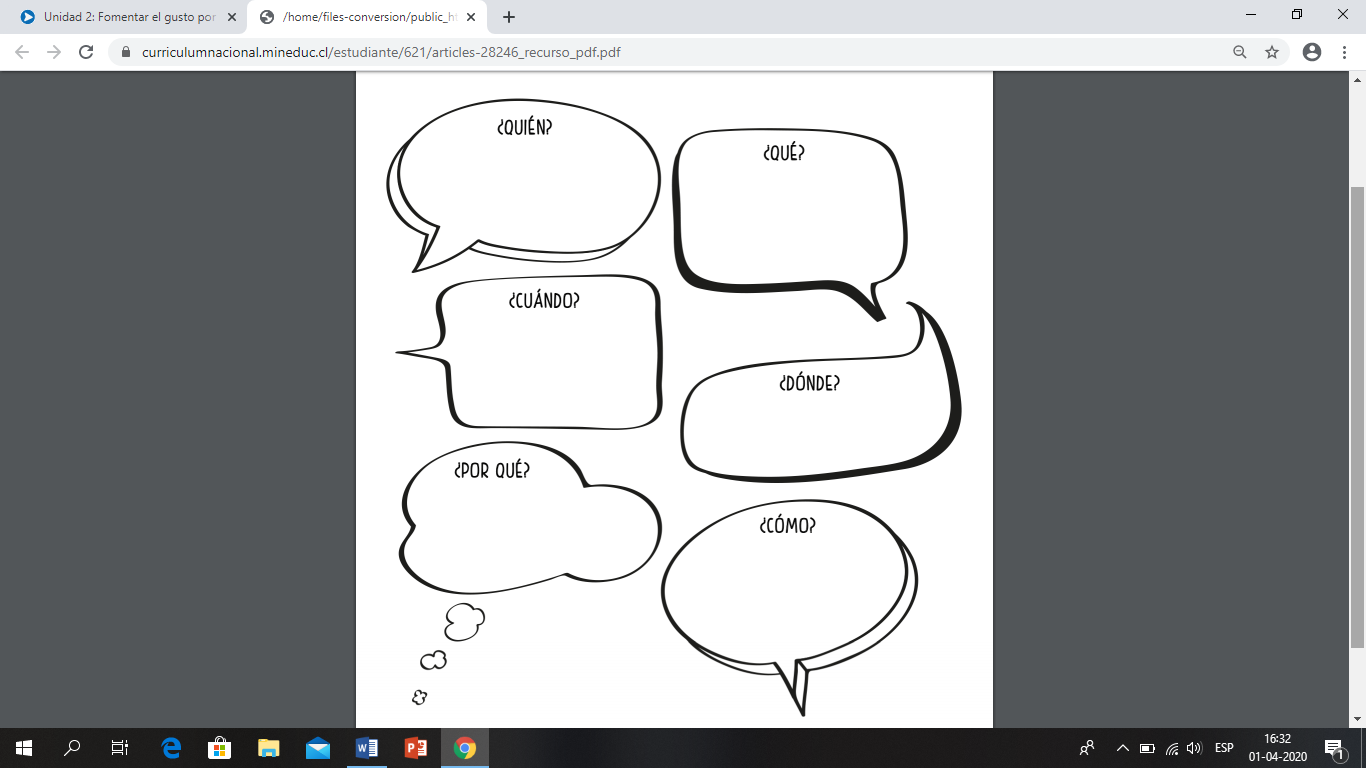 Unidad 2: Fomentar el gusto por
/home/files-conversion/public_ht
curriculumnacional.mineduc.cl/estudiante/621/articles-28246_recurso_pdf.pdf
¿QUIÉN?
¿QUÉ?
¿CUÁNDO?
¿DÓNDE?
¿POR QUÉ?
¿CÓMO?
ESP
16:32
01-04-2020
1